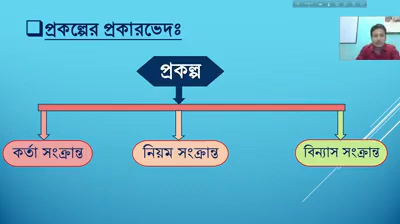 প্রকল্পের প্রকারভেদঃ
প্রকল্প
কর্তা সংক্রান্ত
নিয়ম সংক্রান্ত
বিন্যাস সংক্রান্ত